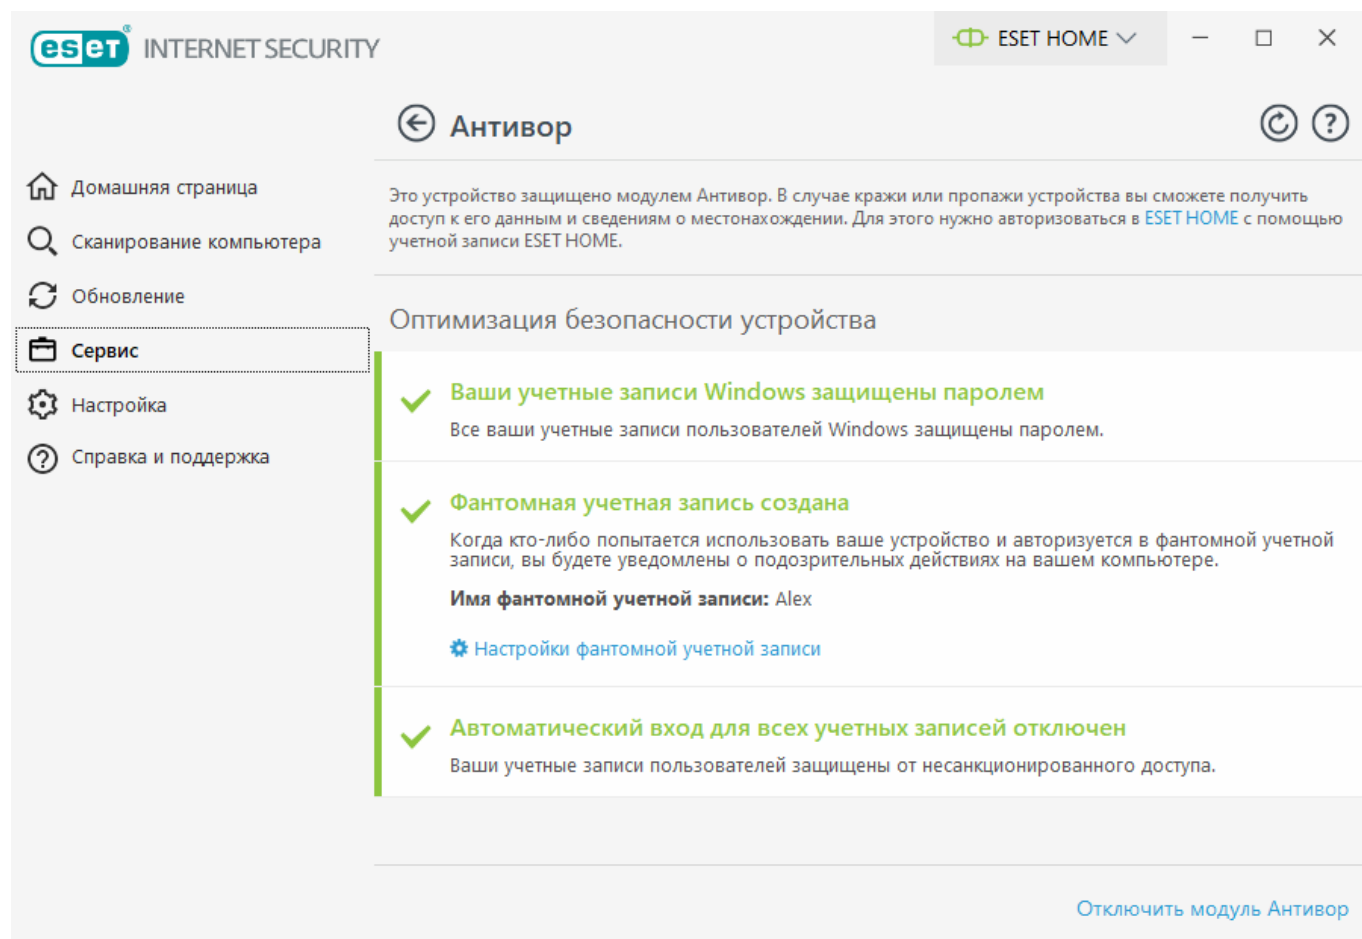 eset® INTERNET SECURITY
ESET HOME
Антивор
Домашняя страница
Сканирование компьютера
Обновление
Сервис
Настройка
Справка и поддержка
Это устройство защищено модулем Антивор. В случае кражи или пропажи устройства вы сможете получить
доступ к его данным и сведениям о местонахождении. Для этого нужно авторизоваться в ESET HOME с помощью
учетной записи ESET HOME.
Оптимизация безопасности устройства
Ваши учетные записи Windows защищены паролем
Все ваши учетные записи пользователей Windows защищены паролем.
Фантомная учетная запись создана
Когда кто-либо попытается использовать ваше устройство и авторизуется в фантомной учетной
записи, вы будете уведомлены о подозрительных действиях на вашем компьютере.
Имя фантомной учетной записи: Alex
Настройки фантомной учетной записи
Автоматический вход для всех учетных записей отключен
Ваши учетные записи пользователей защищены от несанкционированного доступа.
Отключить модуль Антивор